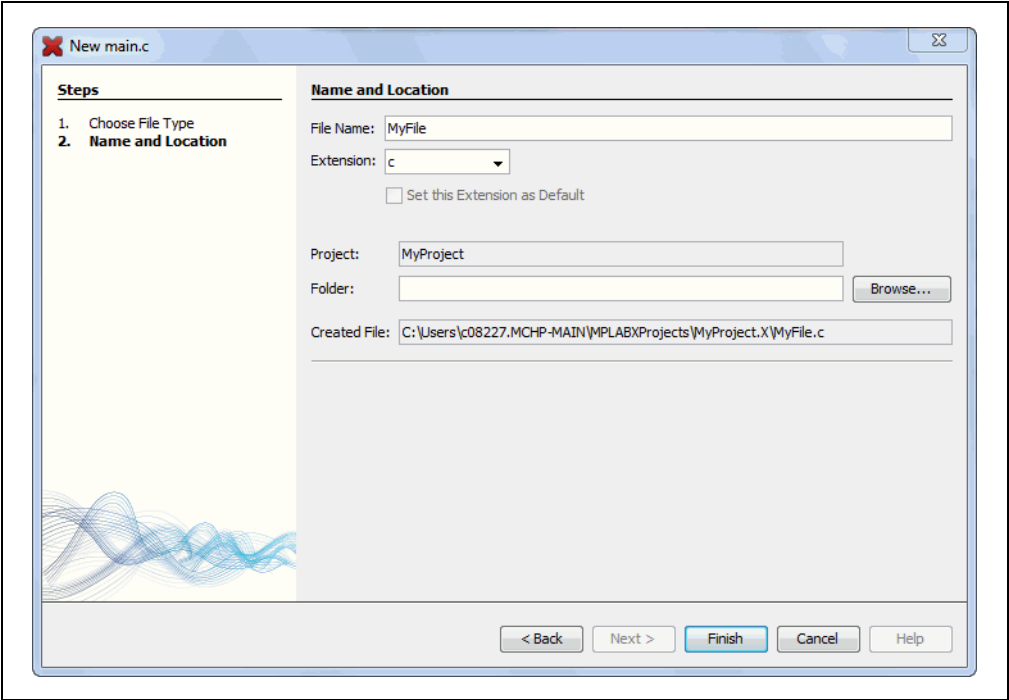 New main.c
Steps
1. Choose File Type
2. Name and Location
Name and Location
File Name: MyFile
Extension: c
Set this Extension as Default
Project: MyProject
Folder:
Browse...
Created File: C:\Users\c08227.MCHP-MAIN\MPLABXProjects\MyProject.X\MyFile.c
< Back Next > Finish Cancel Help